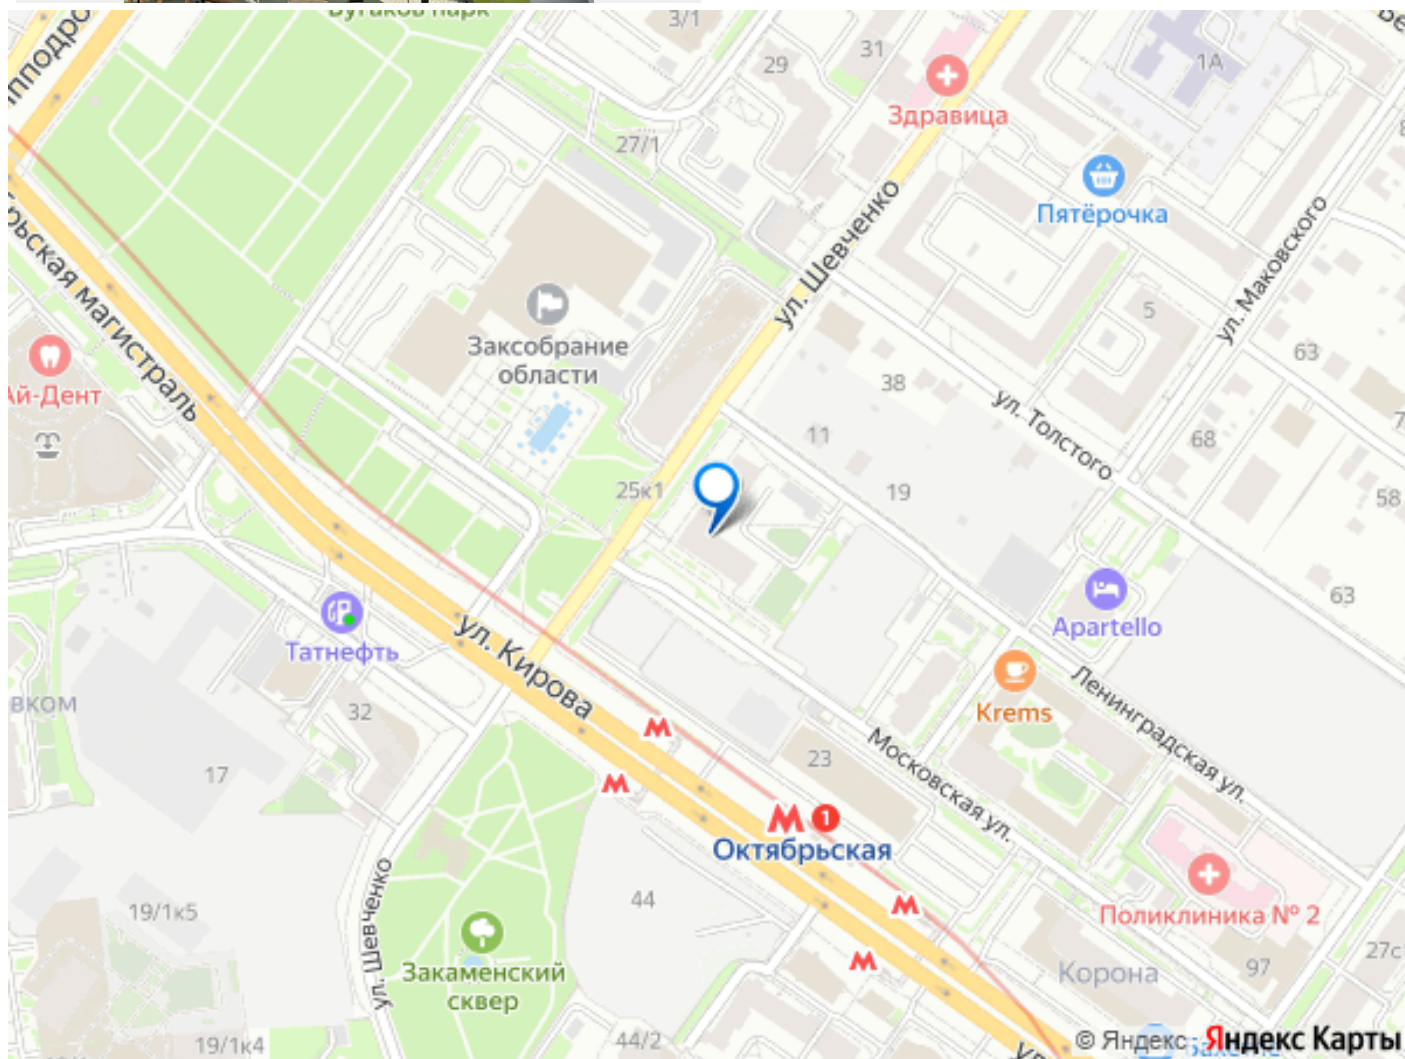 Бугаков парк
3/1
29
31
1А
Здравица
27/1
Пятёрочка
ул. Шевченко
ул. Маковского
Заксобрание
области
5
63
Ай-Дент
магистраль
38
ул. Толстого
68
11
25к1
19
58
63
Apartello
Татнефть
ул. Кирова
Krems
Ленинградская ул.
32
23
Московская ул.
17
1
Октябрьская
ул. Шевченко
44
19/1к5
Поликлиника № 2
Закаменский
сквер
Корона
97
27с
44/2
19/1к4
© Яндекс Яндекс Карты